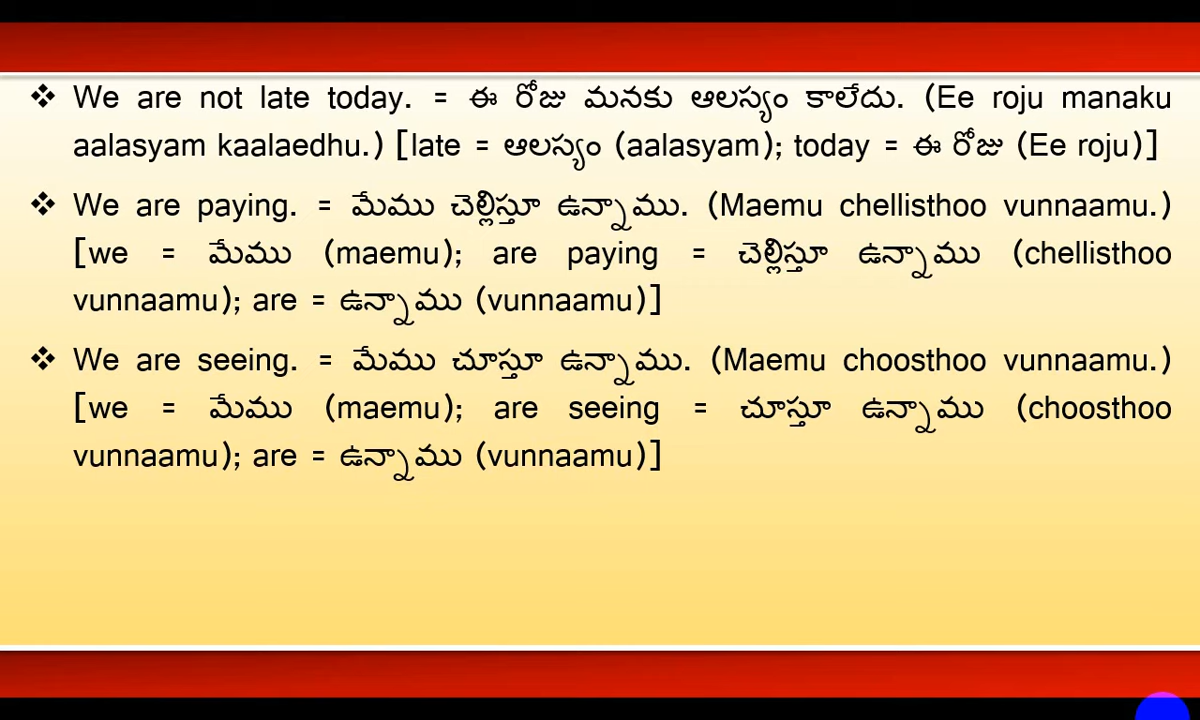 ❖ We are not late today. = ఈ రోజు మనకు ఆలస్యం కాలేదు. (Ee roju manaku
aalasyam kaalaedhu.) [late = ఆలస్యం (aalasyam); today = ఈ రోజు (Ee roju)]
❖ We are paying. = మేము చెల్లిస్తూ ఉన్నాము. (Maemu chellisthoo vunnaamu.)
[we = మేము (maemu); are paying = చెల్లిస్తూ ఉన్నాము (chellisthoo
vunnaamu); are = ఉన్నాము (vunnaamu)]
❖ We are seeing. = మేము చూస్తూ ఉన్నాము. (Maemu choosthoo vunnaamu.)
[we = మేము (maemu); are seeing = చూస్తూ ఉన్నాము (choosthoo
vunnaamu); are = ఉన్నాము (vunnaamu)]